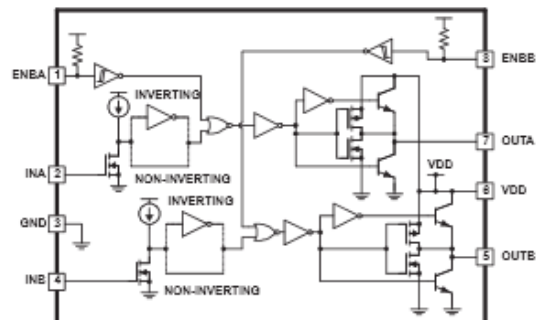 ENBA 1
INVERTING
3 ENBB
INA 2
NON-INVERTING
7 OUTA
VDD
6 VDD
GND 3
INVERTING
5 OUTB
INB 4
NON-INVERTING